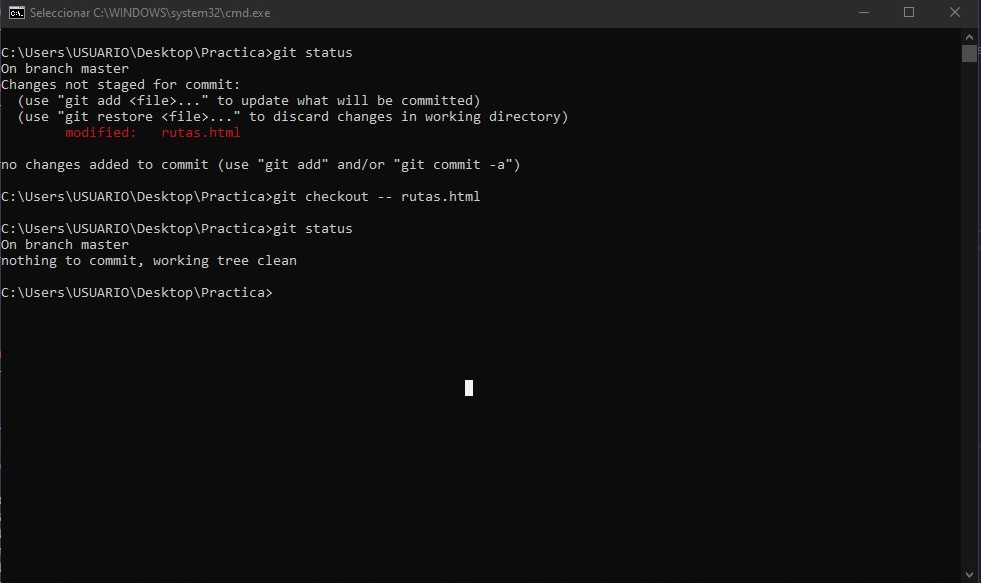 Seleccionar C:\WINDOWS\system32\cmd.exe
C:\Users\USUARIO\Desktop\Practica>git status
On branch master
Changes not staged for commit:
  (use "git add <file>..." to update what will be committed)
  (use "git restore <file>..." to discard changes in working directory)
        modified:   rutas.html
no changes added to commit (use "git add" and/or "git commit -a")
C:\Users\USUARIO\Desktop\Practica>git checkout -- rutas.html
C:\Users\USUARIO\Desktop\Practica>git status
On branch master
nothing to commit, working tree clean
C:\Users\USUARIO\Desktop\Practica>